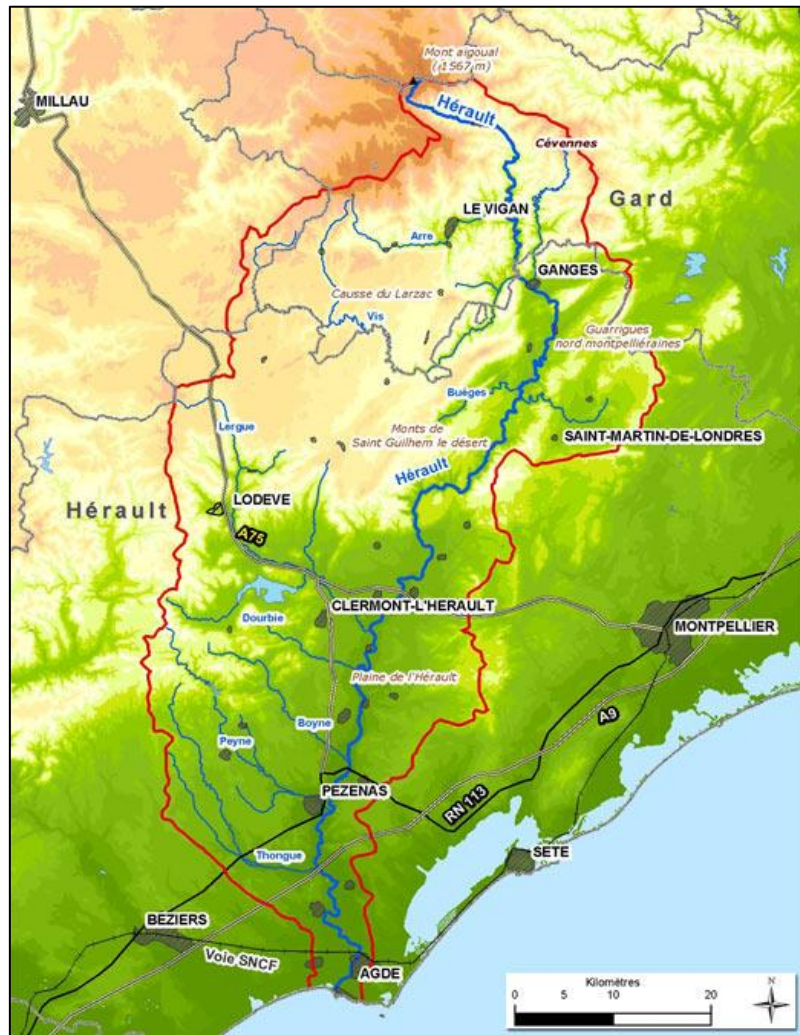 Mont aigoual
(1567 m)
MILLAU
Hérault
Cévennes
Gard
LE VIGAN
Arre
GANGES
Causse du Larzac
Vis
Guarrigues
nord montpelliéraines
Buèges
Lergue
Monts de
Saint Guilhem le désert
SAINT-MARTIN-DE-LONDRES
Hérault
LODEVE
Hérault
A75
CLERMONT-L'HERAULT
Dourbie
MONTPELLIER
Plaine de l'Hérault
Boyne
A9
Peyne
PEZENAS
RN 113
SETE
Thongue
BEZIERS
Voie SNCF
AGDE
Kilomètres
N
0 5 10 20